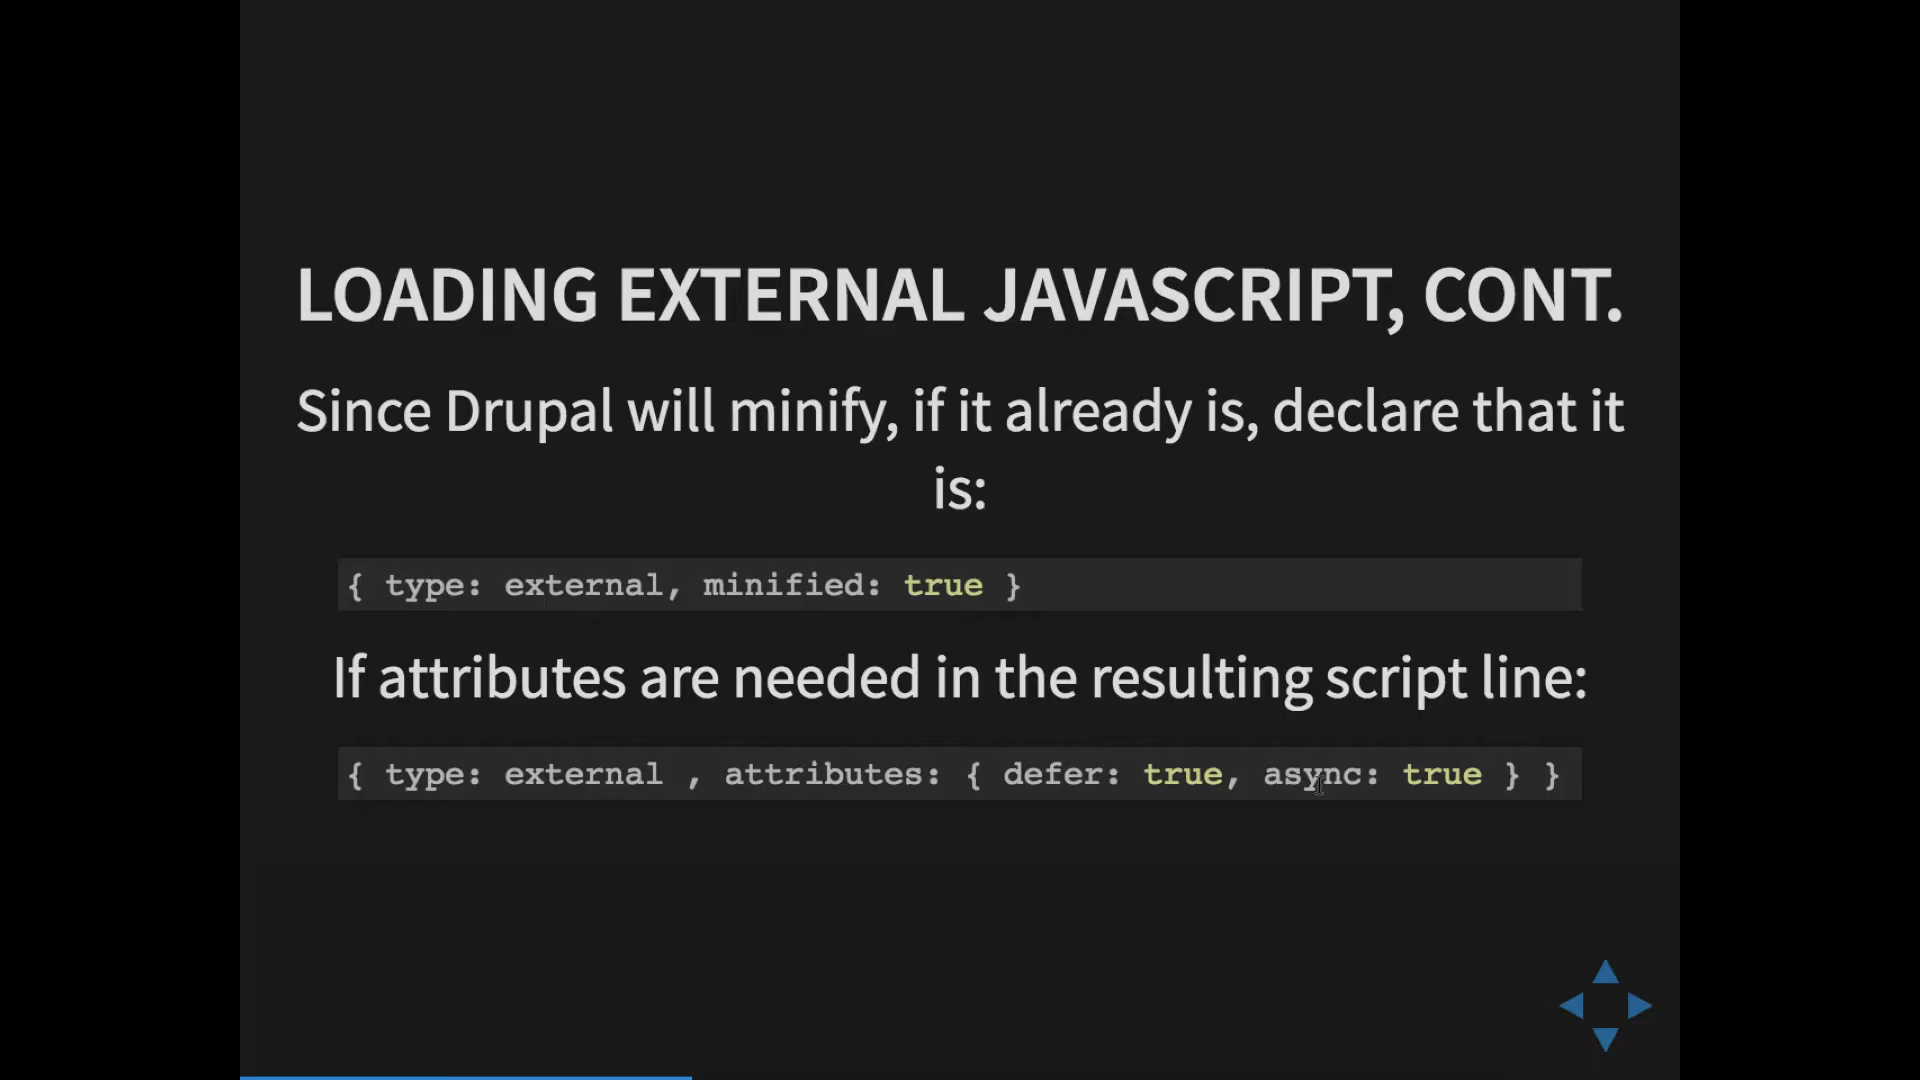 LOADING EXTERNAL JAVASCRIPT, CONT.
Since Drupal will minify, if it already is, declare that it
is:
{ type: external, minified: true }
If attributes are needed in the resulting script line:
{ type: external , attributes: { defer: true, async: true } }